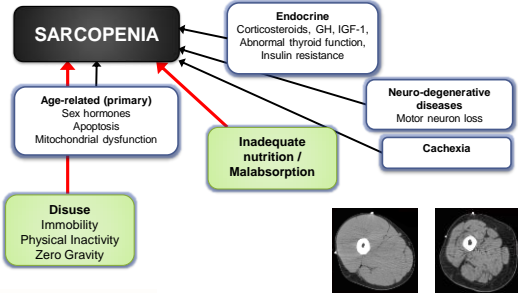 SARCOPENIA
Endocrine
Corticosteroids, GH, IGF-1,
Abnormal thyroid function,
Insulin resistance
Age-related (primary)
Sex hormones
Apoptosis
Mitochondrial dysfunction
Neuro-degenerative
diseases
Motor neuron loss
Inadequate
nutrition /
Malabsorption
Cachexia
Disuse
Immobility
Physical Inactivity
Zero Gravity